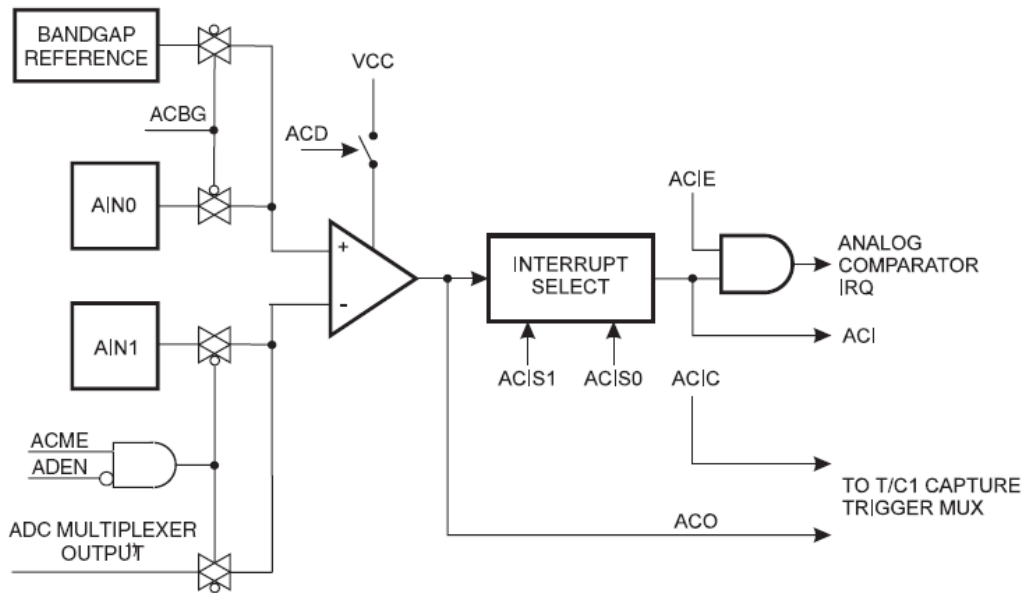 BANDGAP
REFERENCE
VCC
ACBG
ACD
AIN0
ACIE
+
-
INTERRUPT
SELECT
ANALOG
COMPARATOR
IRQ
AIN1
ACI
ACIS1
ACIS0
ACIC
ACME
ADEN
TO T/C1 CAPTURE
TRIGGER MUX
ADC MULTIPLEXER
OUTPUT
ACO